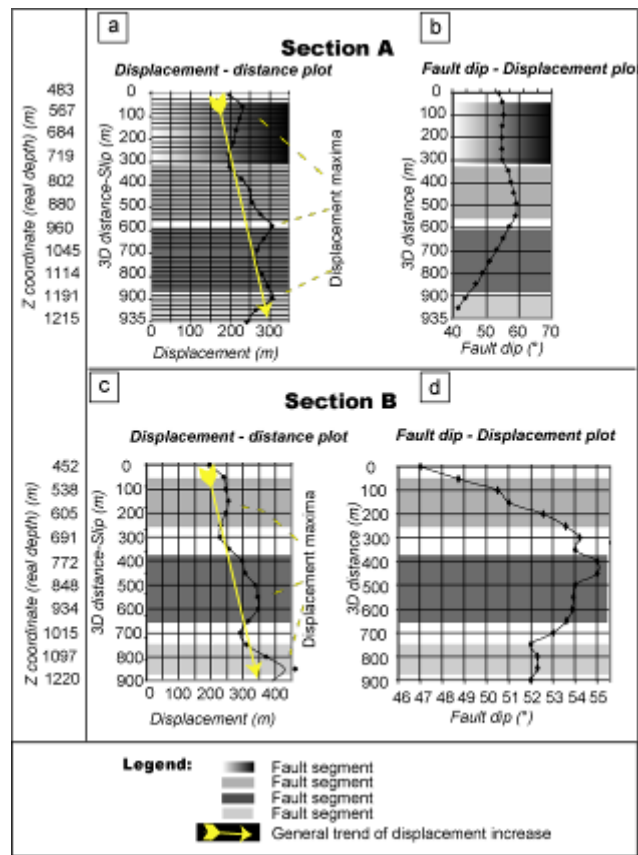 a
Section A
b
Displacement - distance plot
Fault dip - Displacement plot
Z coordinate (real depth) (m)
483
567
684
719
802
880
960
1045
1114
1191
1215
3D distance-Slip (m)
0
100
200
300
400
500
600
700
800
900
935
0 100 200 300
Displacement (m)
Displacement maxima
3D distance (m)
0
100
200
300
400
500
600
700
800
900
935
40 50 60 70
Fault dip (°)
c
Section B
d
Displacement - distance plot
Fault dip - Displacement plot
Z coordinate (real depth) (m)
452
538
605
691
772
848
934
1015
1097
1220
3D distance-Slip (m)
0
100
200
300
400
500
600
700
800
900
0 100 200 300 400
Displacement (m)
Displacement maxima
3D distance (m)
0
100
200
300
400
500
600
700
800
900
46 47 48 49 50 51 52 53 54 55
Fault dip (°)
Legend:
Fault segment
Fault segment
Fault segment
Fault segment
General trend of displacement increase